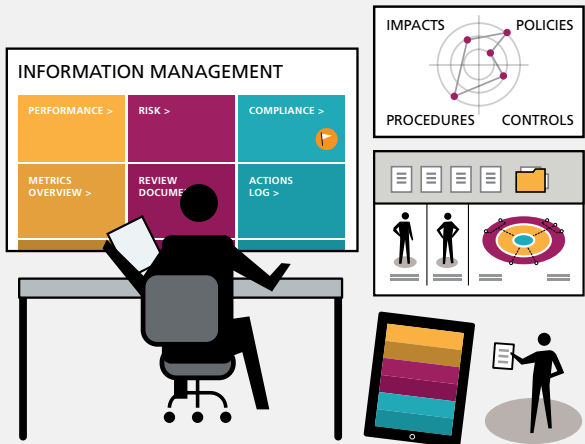 INFORMATION MANAGEMENT
PERFORMANCE >
RISK >
COMPLIANCE >
METRICS
OVERVIEW >
REVIEW
ACTIONS
LOG >
IMPACTS
POLICIES
PROCEDURES
CONTROLS